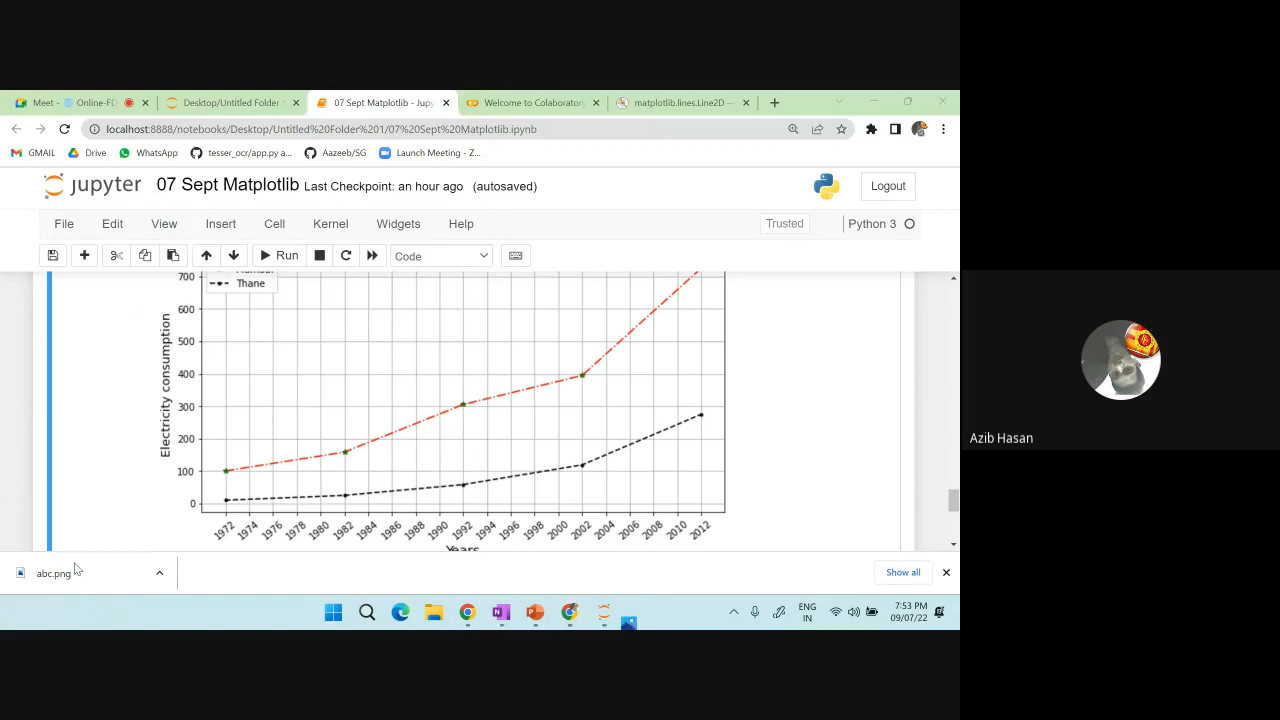 Meet - Online-FD
Desktop/Untitled Folder 1
07 Sept Matplotlib - Jupy
Welcome to Colaboratory
matplotlib.lines.Line2D —
localhost:8888/notebooks/Desktop/Untitled%20Folder%201/07%20Sept%20Matplotlib.ipynb
GMAIL Drive WhatsApp tesser_ocr/app.py a... Aazeeb/SG Launch Meeting - Z...
jupyter 07 Sept Matplotlib Last Checkpoint: an hour ago (autosaved) Logout
File Edit View Insert Cell Kernel Widgets Help Trusted Python 3
Run Code
Thane
700
600
500
400
300
200
100
0
Electricity consumption
1972 1974 1976 1978 1980 1982 1984 1986 1988 1990 1992 1994 1996 1998 2000 2002 2004 2006 2008 2010 2012
Years
abc.png Show all
ENG
IN
7:53 PM
09/07/22
Azib Hasan